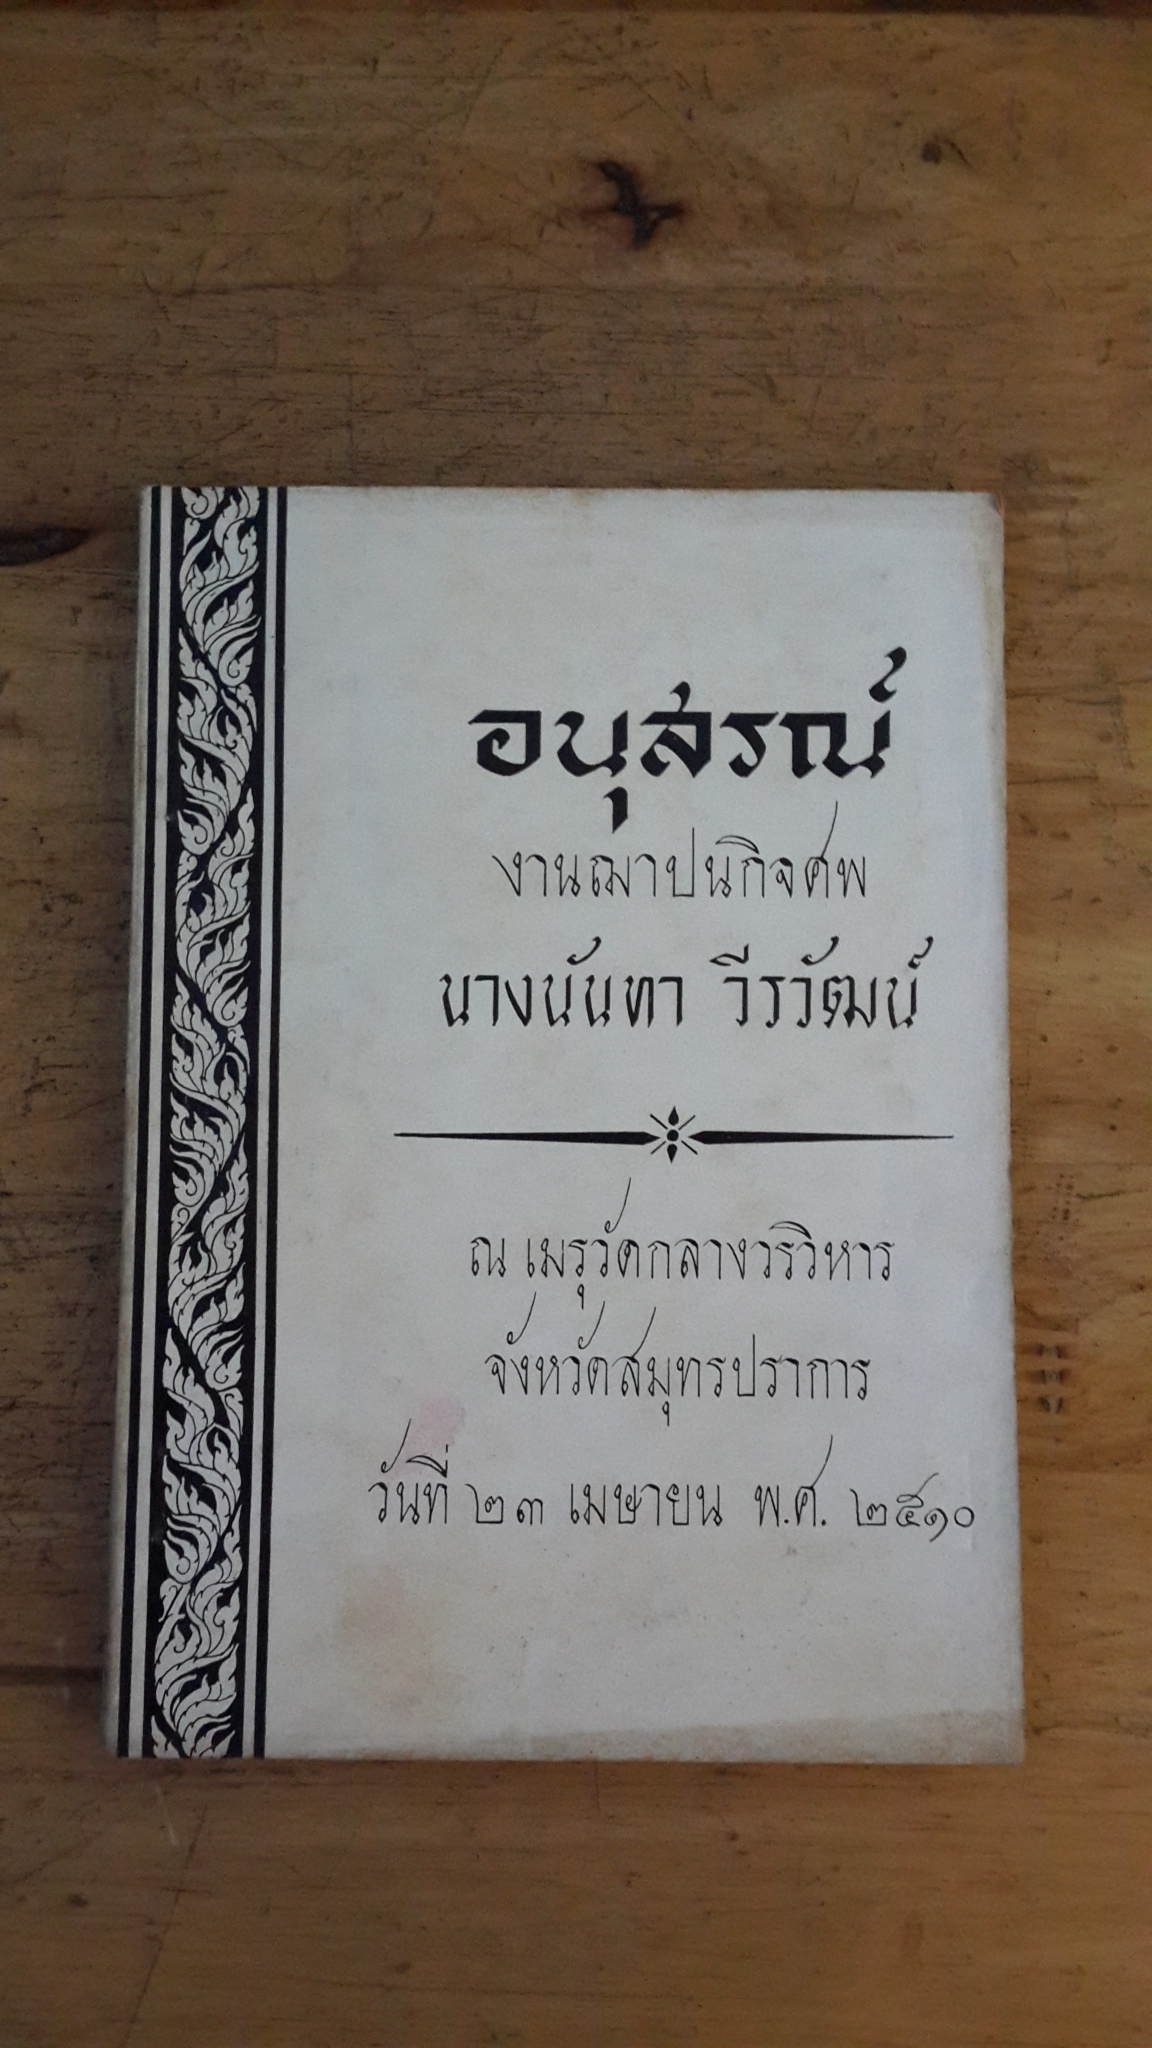 อนุสรณ์
งานฌาปนกิจศพ
นางนันทา วีรวัฒน์
ณ เมรุวัดกลางวรวิหาร
จังหวัดสมุทรปราการ
วันที่ ๒๓ เมษายน พ.ศ. ๒๕๑๐